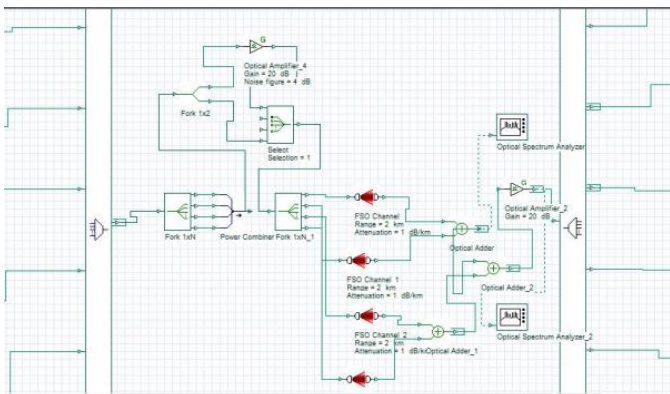 G
Optical Amplifier_4
Gain = 20 dB
Noise figure = 4 dB
Fork 1x2
Select
Selection = 1
Optical Spectrum Analyzer
G
Optical Amplifier_2
Gain = 20 dB
Fork 1xN
Power Combiner
Fork 1xN_1
FSO Channel
Range = 2 km
Attenuation = 1 dB/km
Optical Adder
FSO Channel_1
Range = 2 km
Attenuation = 1 dB/km
Optical Adder_2
FSO Channel_2
Range = 2 km
Attenuation = 1 dB/k
Optical Adder_1
Optical Spectrum Analyzer_2